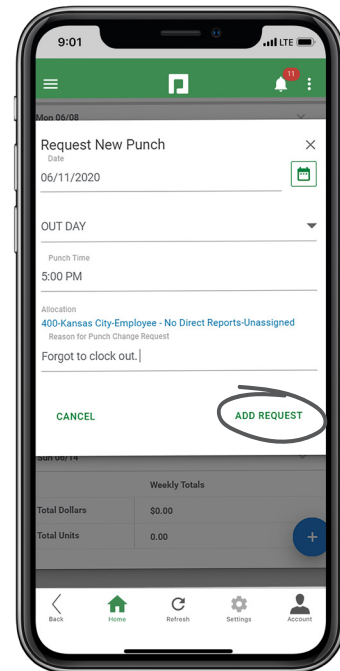 9:01
LTE
11
Mon 06/08
Request New Punch
Date
06/11/2020
OUT DAY
Punch Time
5:00 PM
Allocation
400-Kansas City-Employee - No Direct Reports-Unassigned
Reason for Punch Change Request
Forgot to clock out.
CANCEL
ADD REQUEST
Sun 06/14
Weekly Totals
Total Dollars
$0.00
Total Units
0.00
Back
Home
Refresh
Settings
Account